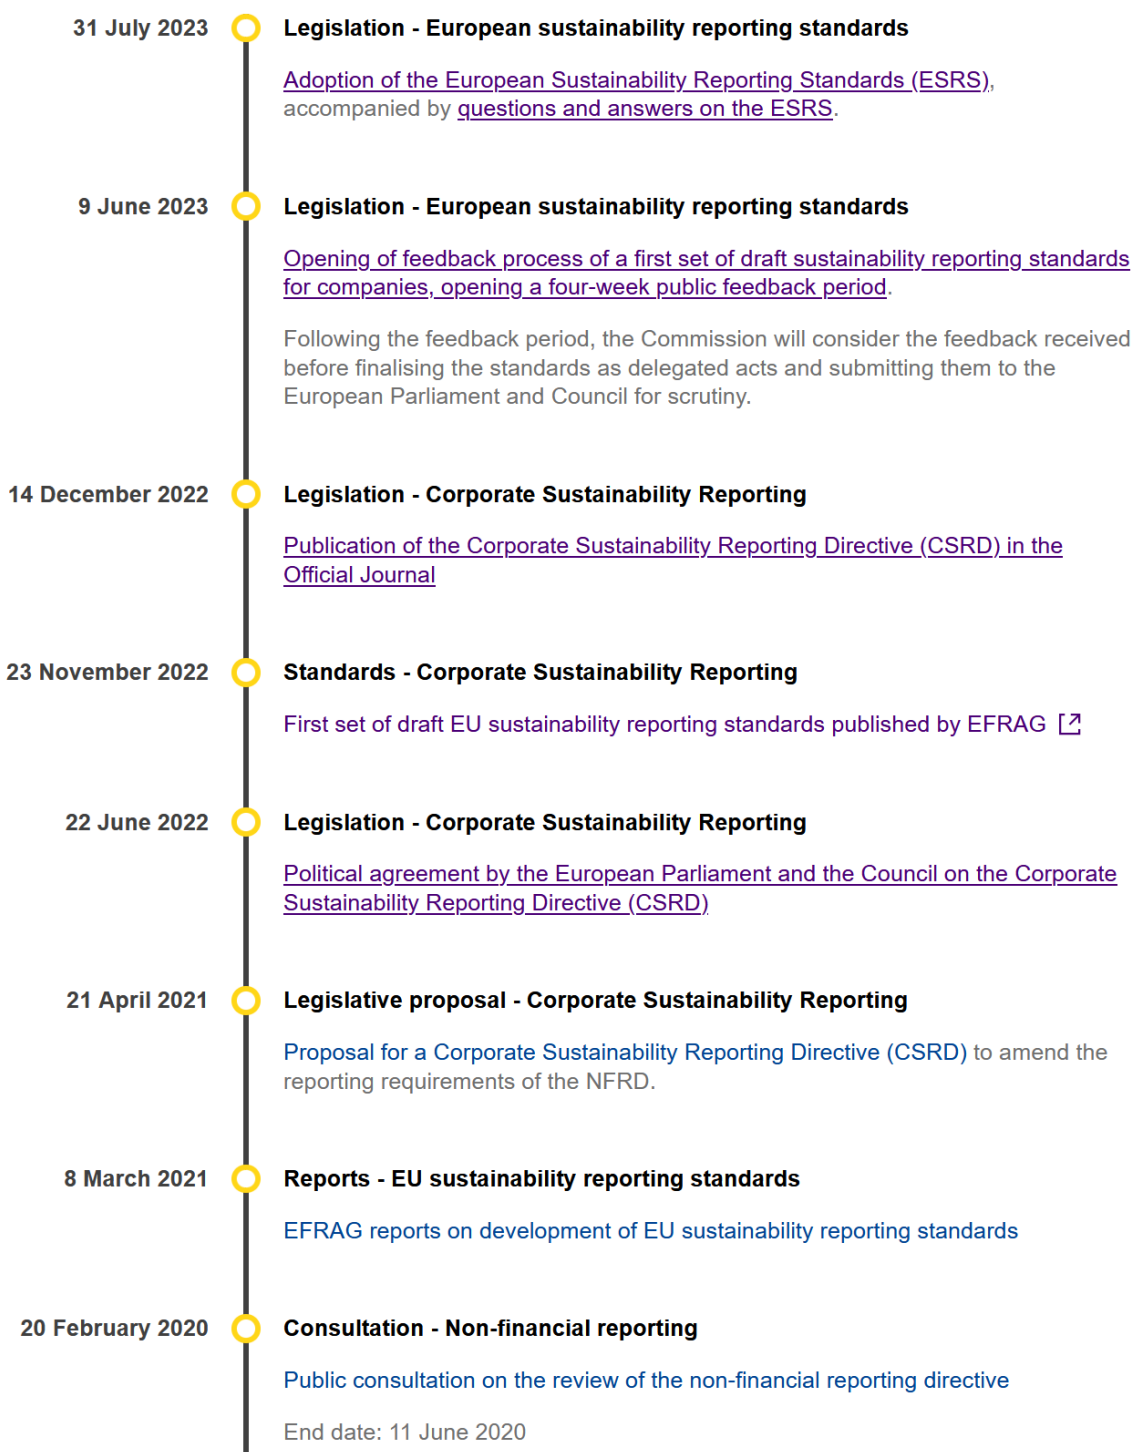 31 July 2023
Legislation - European sustainability reporting standards
Adoption of the European Sustainability Reporting Standards (ESRS),
accompanied by questions and answers on the ESRS.
9 June 2023
Legislation - European sustainability reporting standards
Opening of feedback process of a first set of draft sustainability reporting standards
for companies, opening a four-week public feedback period.
Following the feedback period, the Commission will consider the feedback received
before finalising the standards as delegated acts and submitting them to the
European Parliament and Council for scrutiny.
14 December 2022
Legislation - Corporate Sustainability Reporting
Publication of the Corporate Sustainability Reporting Directive (CSRD) in the
Official Journal
23 November 2022
Standards - Corporate Sustainability Reporting
First set of draft EU sustainability reporting standards published by EFRAG
22 June 2022
Legislation - Corporate Sustainability Reporting
Political agreement by the European Parliament and the Council on the Corporate
Sustainability Reporting Directive (CSRD)
21 April 2021
Legislative proposal - Corporate Sustainability Reporting
Proposal for a Corporate Sustainability Reporting Directive (CSRD) to amend the
reporting requirements of the NFRD.
8 March 2021
Reports - EU sustainability reporting standards
EFRAG reports on development of EU sustainability reporting standards
20 February 2020
Consultation - Non-financial reporting
Public consultation on the review of the non-financial reporting directive
End date: 11 June 2020